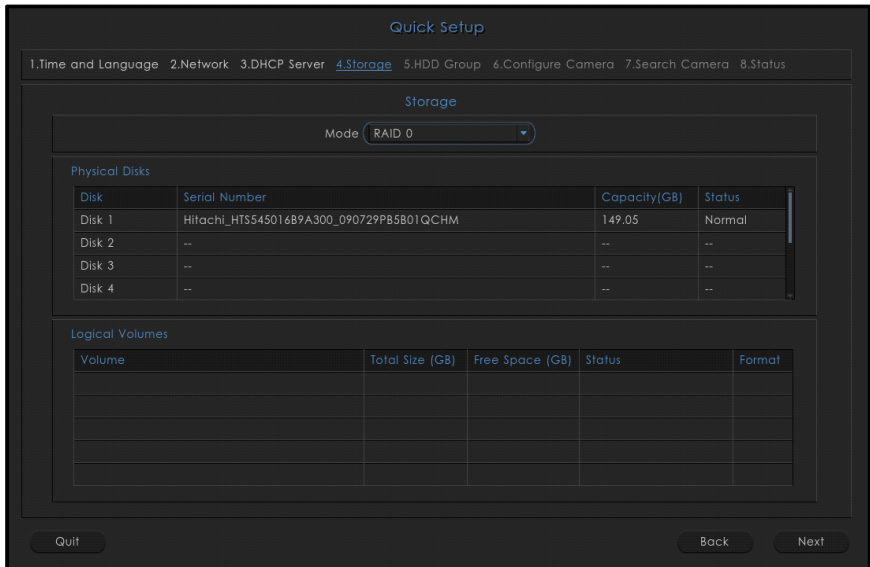 Quick Setup
1.Time and Language 2.Network 3.DHCP Server 4.Storage 5.HDD Group 6.Configure Camera 7.Search Camera 8.Status
Storage
Mode RAID 0
Physical Disks
Disk Serial Number Capacity(GB) Status
Disk 1 Hitachi_HTS545016B9A300_090729PB5B01QCHM 149.05 Normal
Disk 2 -- -- --
Disk 3 -- -- --
Disk 4 -- -- --
Logical Volumes
Volume Total Size (GB) Free Space (GB) Status Format
Quit Back Next